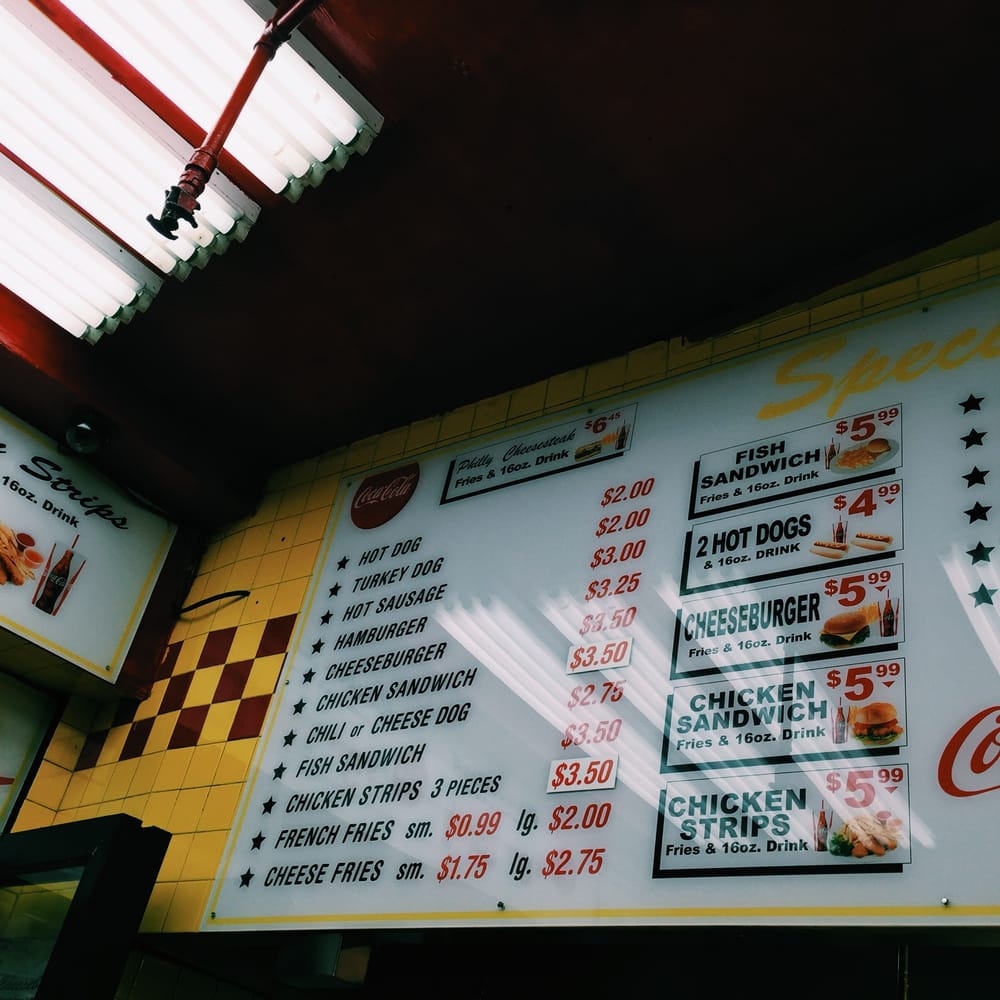 Strips
16oz. Drink
Coca-Cola
Philly Cheesesteak $6.45
Fries & 16oz. Drink
★ HOT DOG $2.00
★ TURKEY DOG $2.00
★ HOT SAUSAGE $3.00
★ HAMBURGER $3.25
★ CHEESEBURGER $3.50
★ CHICKEN SANDWICH $3.50
★ CHILI or CHEESE DOG $2.75
★ FISH SANDWICH $3.50
★ CHICKEN STRIPS 3 PIECES $3.50
★ FRENCH FRIES sm. $0.99 lg. $2.00
★ CHEESE FRIES sm. $1.75 lg. $2.75
Speci
FISH $5.99
SANDWICH
Fries & 16oz. Drink
2 HOT DOGS $4.99
& 16oz. DRINK
CHEESEBURGER $5.99
Fries & 16oz. Drink
CHICKEN $5.99
SANDWICH
Fries & 16oz. Drink
CHICKEN $5.99
STRIPS
Fries & 16oz. Drink
Co